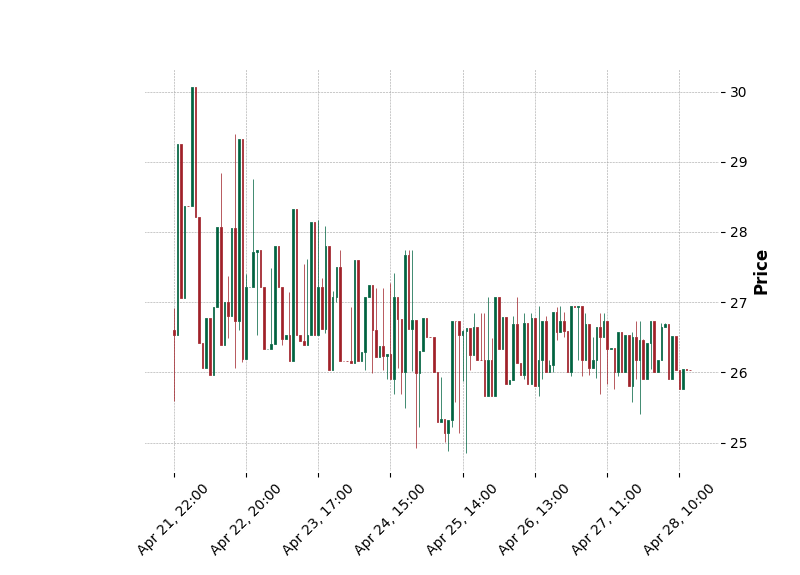 30
29
28
27
26
25
Price
Apr 21, 22:00
Apr 22, 20:00
Apr 23, 17:00
Apr 24, 15:00
Apr 25, 14:00
Apr 26, 13:00
Apr 27, 11:00
Apr 28, 10:00